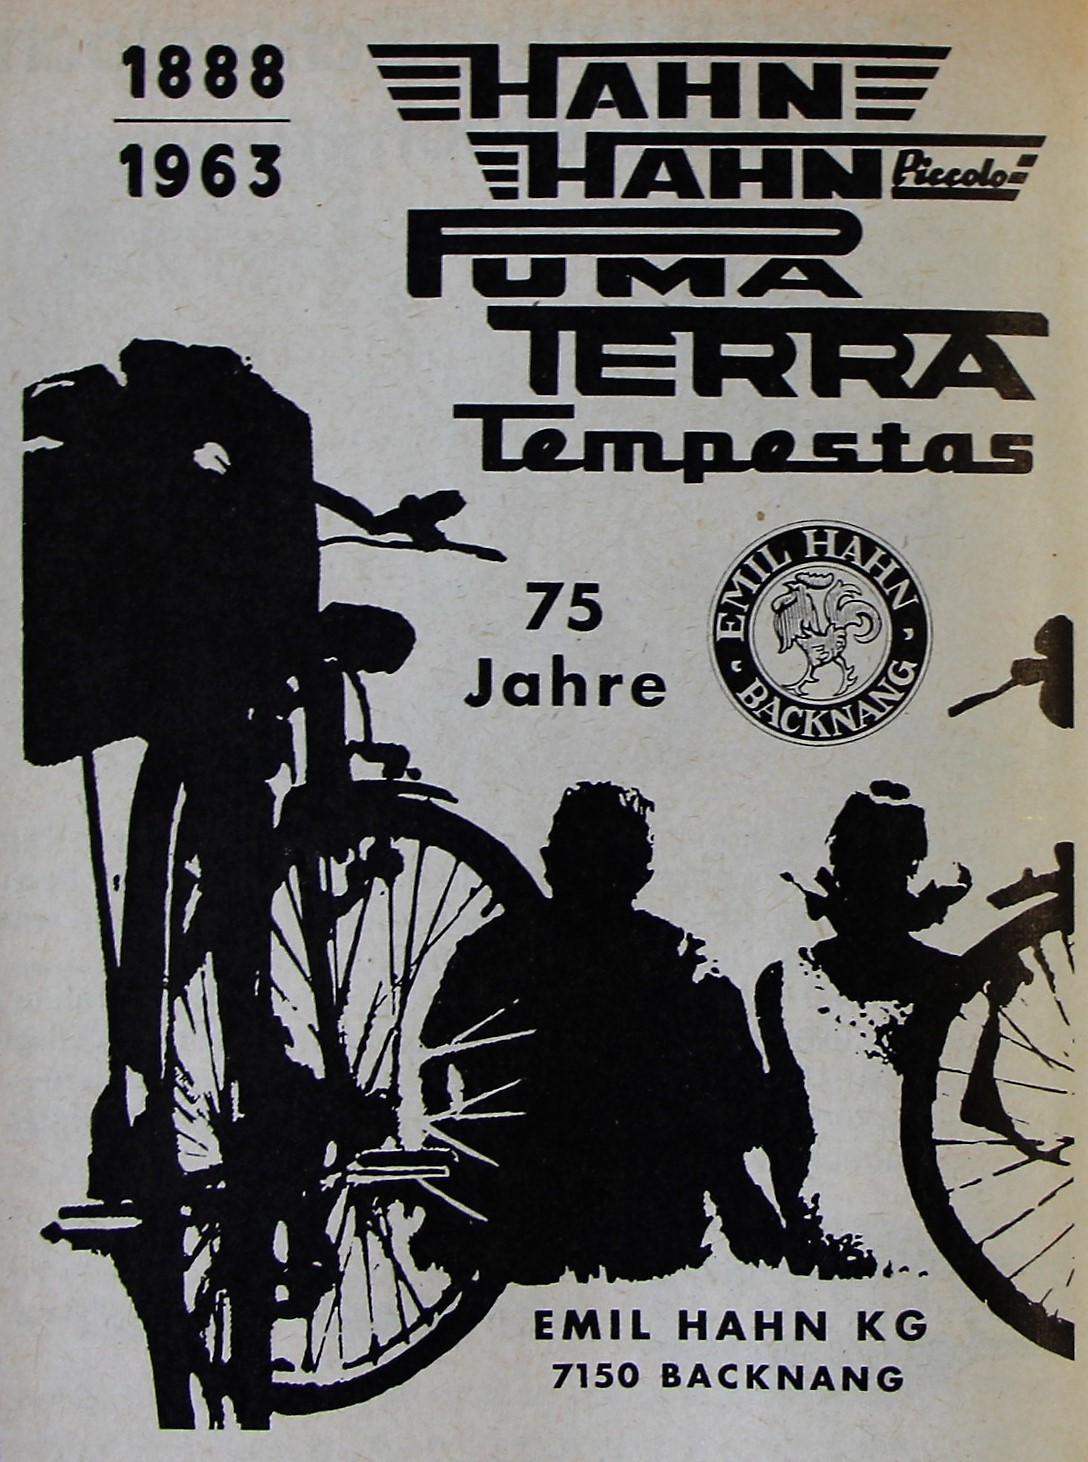 1888
1963
HAHN
HAHN Piccolo
PUMA
TERRA
Tempestas
75
Jahre
EMIL HAHN
BACKNANG
EMIL HAHN KG
7150 BACKNANG